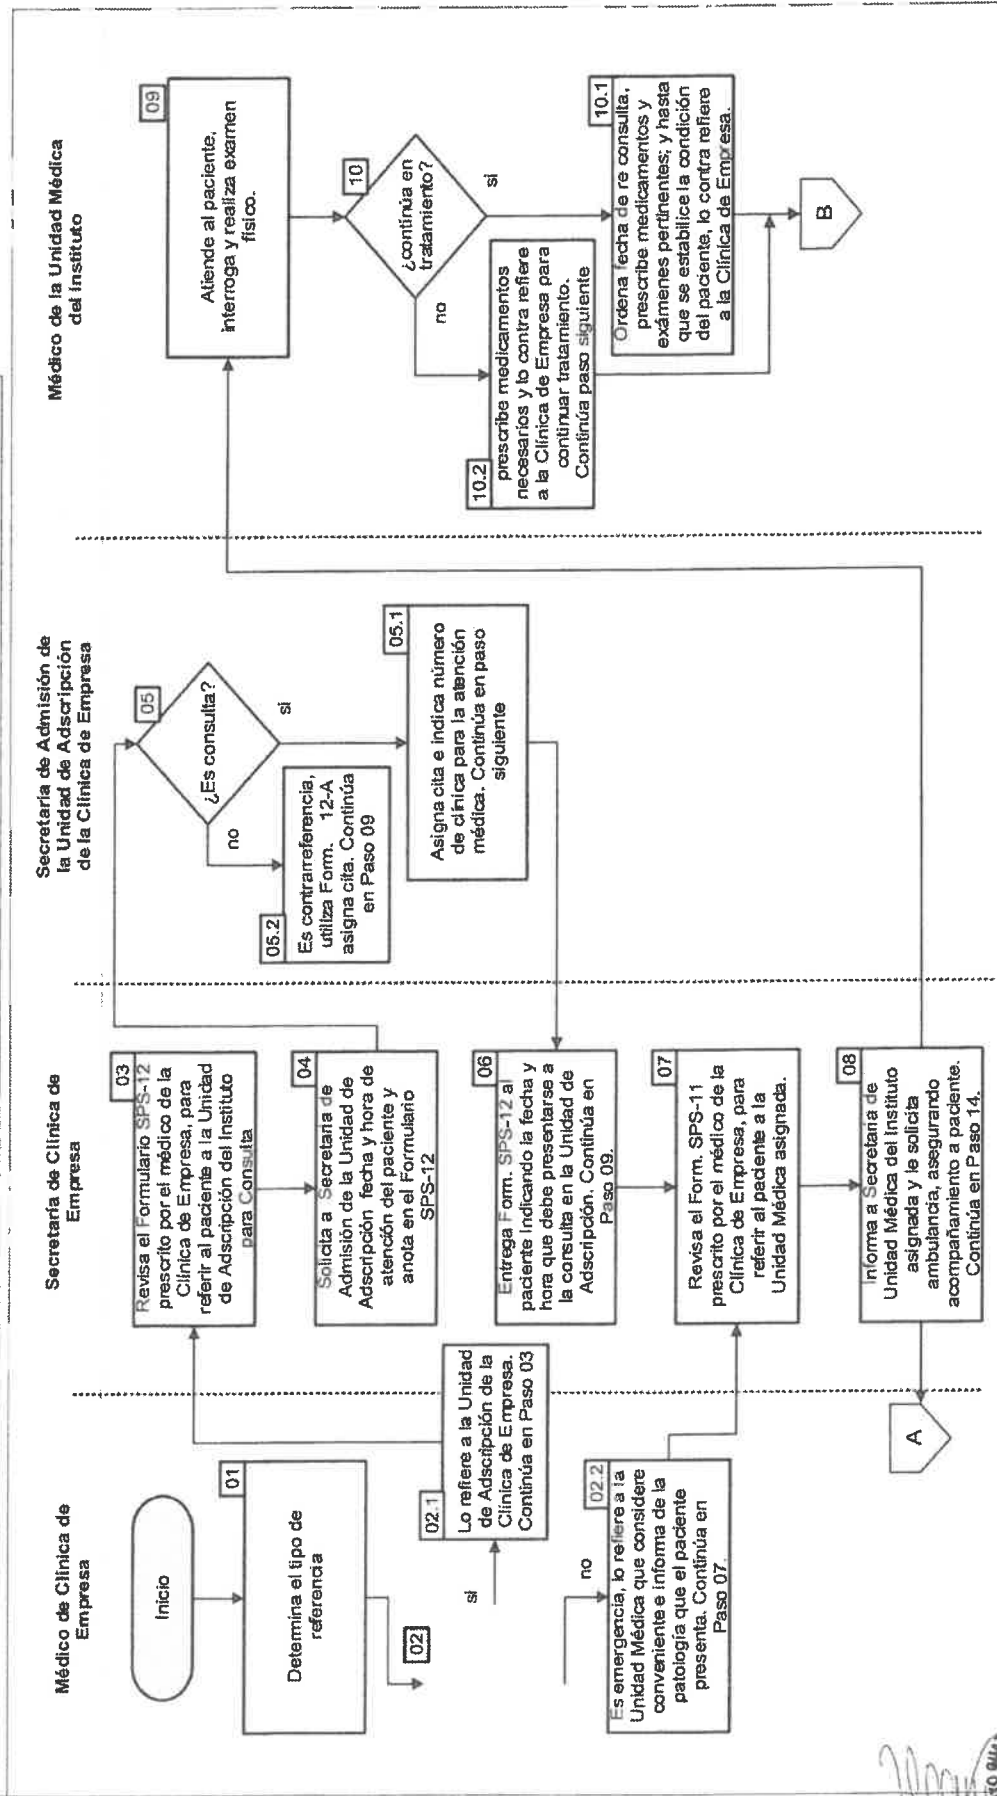 Médico de Clínica de
Empresa
Inicio
01
Determina el tipo de
referencia
02
si
02.1
Lo refiere a la Unidad
de Adscripción de la
Clínica de Empresa.
Continúa en Paso 03
no
02.2
Es emergencia, lo refiere a la
Unidad Médica que considere
conveniente e informa de la
patología que el paciente
presenta. Continúa en
Paso 07.
A
Secretaria de Clínica de
Empresa
03
Revisa el Formulario SPS-12
prescrito por el médico de la
Clínica de Empresa, para
referir al paciente a la Unidad
de Adscripción del Instituto
para Consulta
04
Solicita a Secretaria de
Admisión de la Unidad de
Adscripción fecha y hora de
atención del paciente y
anota en el Formulario
SPS-12
06
Entrega Form. SPS-12 al
paciente indicando la fecha y
hora que debe presentarse a
la consulta en la Unidad de
Adscripción. Continúa en
Paso 09.
07
Revisa el Form. SPS-11
prescrito por el médico de la
Clínica de Empresa, para
referir al paciente a la
Unidad Médica asignada.
08
Informa a Secretaria de
Unidad Médica del Instituto
asignada y le solicita
ambulancia, asegurando
acompañamiento a paciente.
Continúa en Paso 14.
Secretaria de Admisión de
la Unidad de Adscripción
de la Clínica de Empresa
05
¿Es consulta?
no
si
05.2
Es contrarreferencia,
utiliza Form. 12-A
asigna cita. Continúa
en Paso 09
05.1
Asigna cita e indica número
de clínica para la atención
médica. Continúa en paso
siguiente
Médico de la Unidad Médica
del Instituto
09
Atiende al paciente,
interroga y realiza examen
físico.
10
¿continúa en
tratamiento?
no
si
10.2
prescribe medicamentos
necesarios y lo contra refiere
a la Clínica de Empresa para
continuar tratamiento.
Continúa paso siguiente
10.1
Ordena fecha de re consulta,
prescribe medicamentos y
exámenes pertinentes; y hasta
que se estabilice la condición
del paciente, lo contra refiere
a la Clínica de Empresa.
B